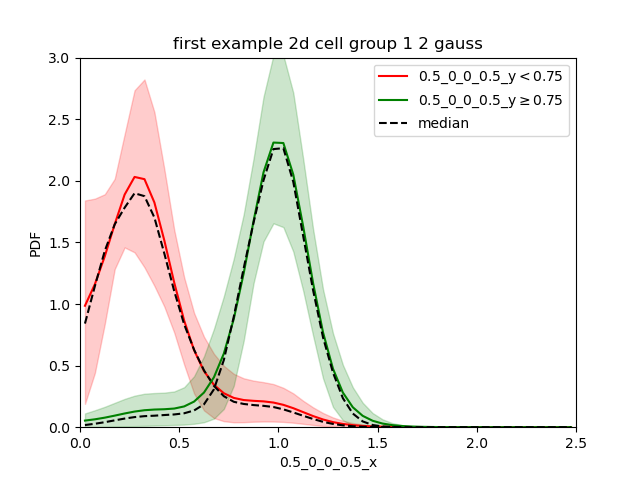 first example 2d cell group 1 2 gauss
3.0
2.5
2.0
1.5
1.0
0.5
0.0
PDF
0.5_0_0_0.5_y < 0.75
0.5_0_0_0.5_y ≥ 0.75
median
0.0 0.5 1.0 1.5 2.0 2.5
0.5_0_0_0.5_x